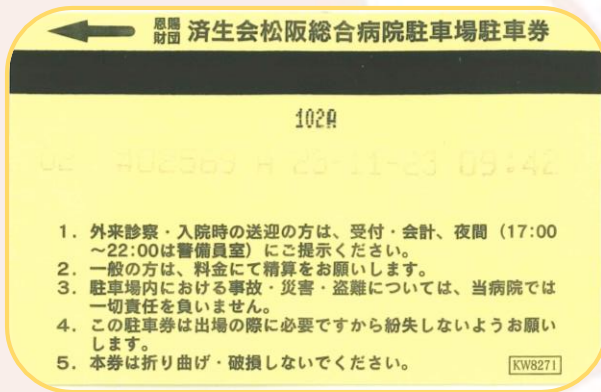 恩賜財団 済生会松阪総合病院駐車場駐車券
102A
02 #02569 A 23-11-23 09:42
1. 外来診察・入院時の送迎の方は、受付・会計、夜間（17:00
～22:00は警備員室）にご提示ください。
2. 一般の方は、料金にて精算をお願いします。
3. 駐車場内における事故・災害・盗難については、当病院では
一切責任を負いません。
4. この駐車券は出場の際に必要ですから紛失しないようお願い
します。
5. 本券は折り曲げ・破損しないでください。
KW8271